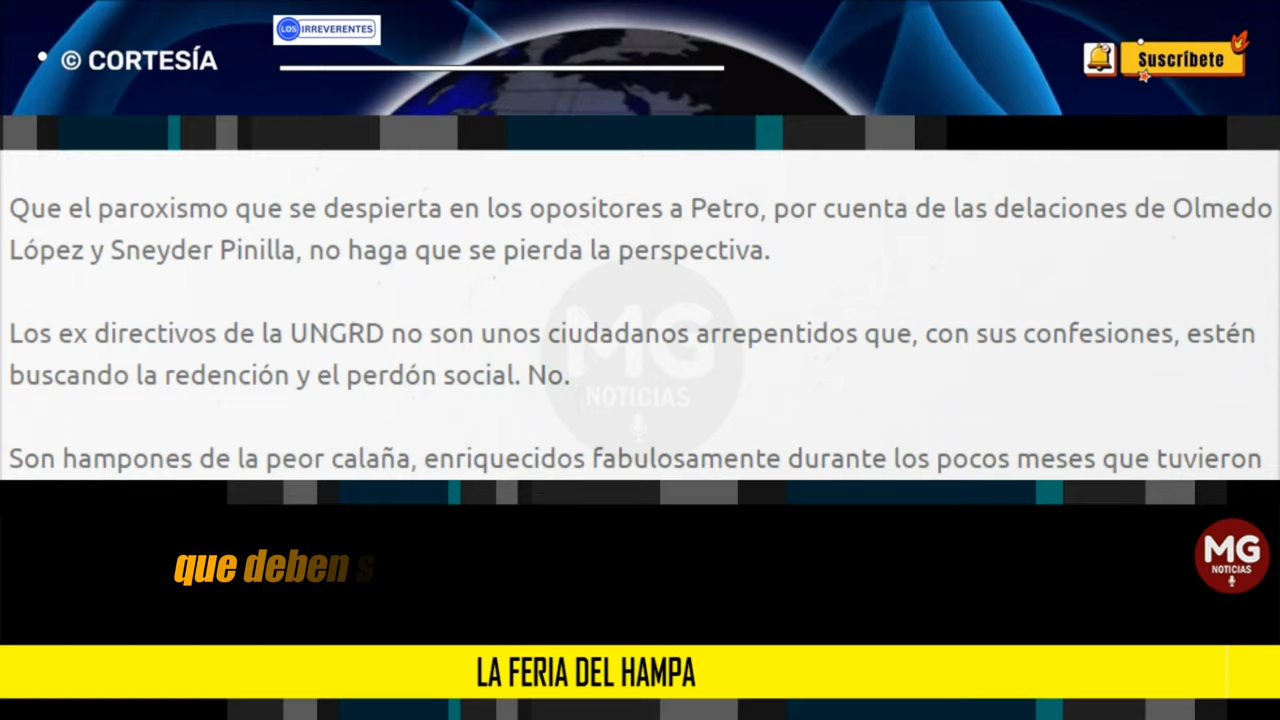 © CORTESÍA
LOS IRREVERENTES
Suscríbete
Que el paroxismo que se despierta en los opositores a Petro, por cuenta de las delaciones de Olmedo
López y Sneyder Pinilla, no haga que se pierda la perspectiva.
Los ex directivos de la UNGRD no son unos ciudadanos arrepentidos que, con sus confesiones, estén
buscando la redención y el perdón social. No.
MG
NOTICIAS
Son hampones de la peor calaña, enriquecidos fabulosamente durante los pocos meses que tuvieron
que deben s
MG
NOTICIAS
LA FERIA DEL HAMPA